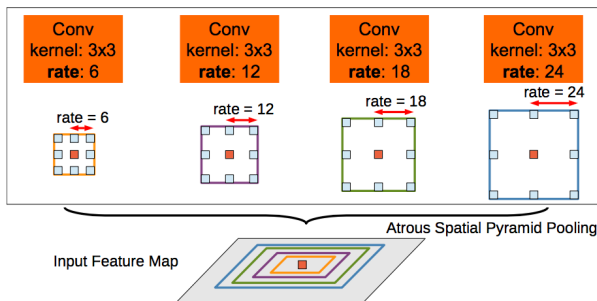 Conv
kernel: 3x3
rate: 6
Conv
kernel: 3x3
rate: 12
Conv
kernel: 3x3
rate: 18
Conv
kernel: 3x3
rate: 24
rate = 6
rate = 12
rate = 18
rate = 24
Atrous Spatial Pyramid Pooling
Input Feature Map